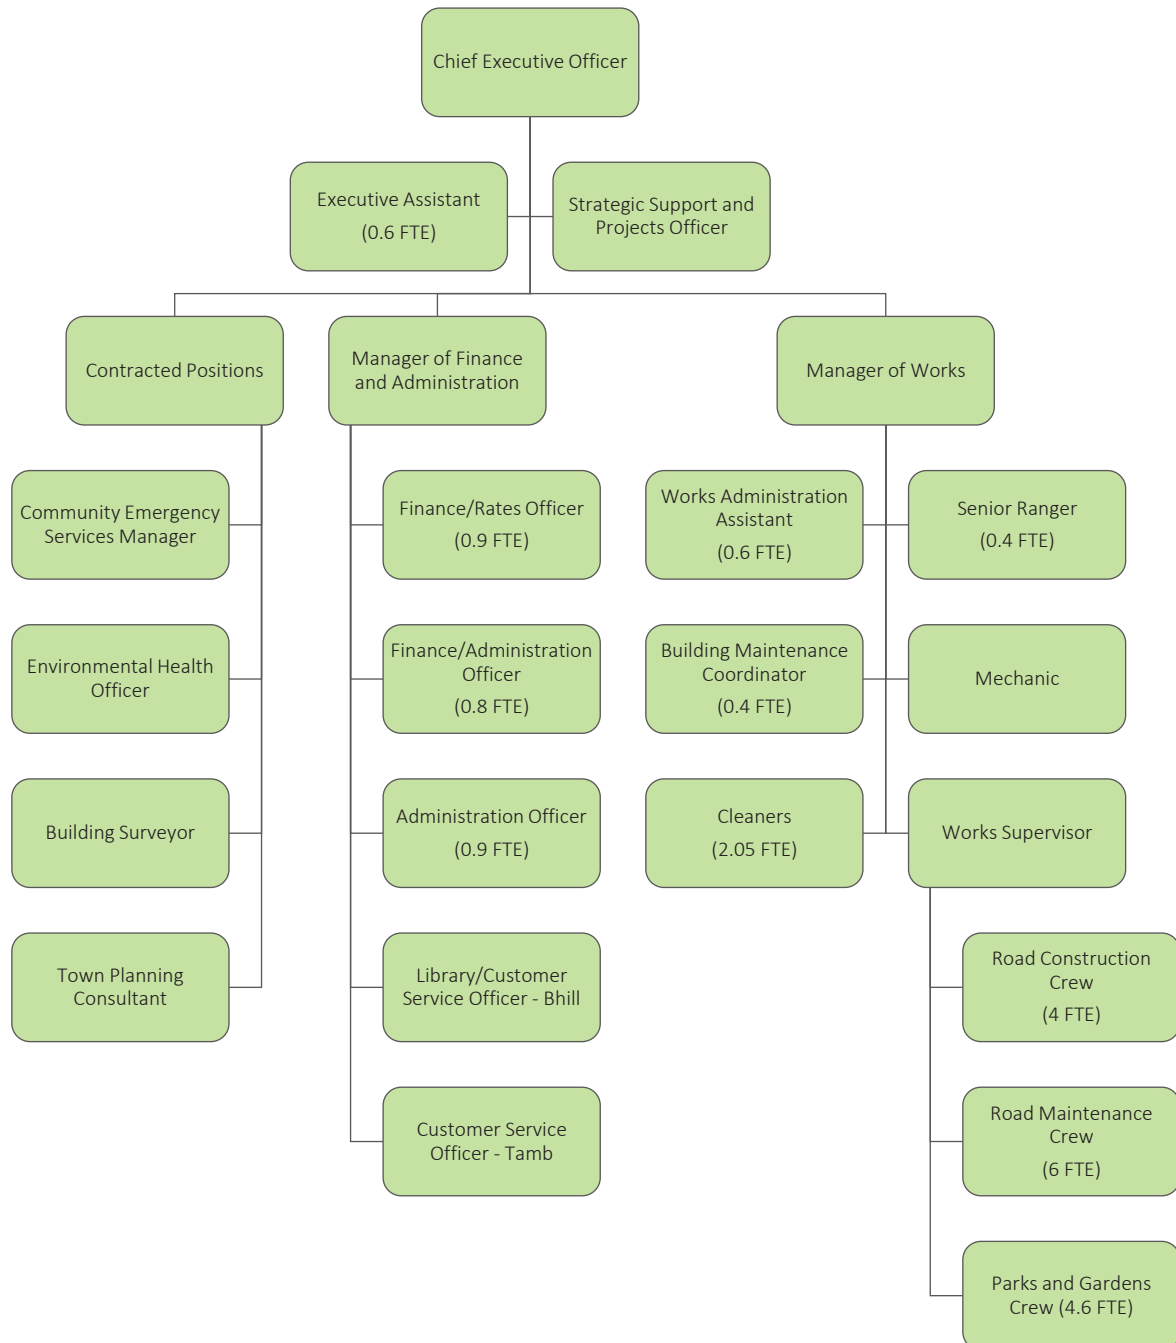 Chief Executive Officer
Executive Assistant
(0.6 FTE)
Strategic Support and
Projects Officer
Contracted Positions
Manager of Finance
and Administration
Manager of Works
Community Emergency
Services Manager
Finance/Rates Officer
(0.9 FTE)
Works Administration
Assistant
(0.6 FTE)
Senior Ranger
(0.4 FTE)
Environmental Health
Officer
Finance/Administration
Officer
(0.8 FTE)
Building Maintenance
Coordinator
(0.4 FTE)
Mechanic
Building Surveyor
Administration Officer
(0.9 FTE)
Cleaners
(2.05 FTE)
Works Supervisor
Town Planning
Consultant
Library/Customer
Service Officer - Bhill
Road Construction
Crew
(4 FTE)
Customer Service
Officer - Tamb
Road Maintenance
Crew
(6 FTE)
Parks and Gardens
Crew (4.6 FTE)